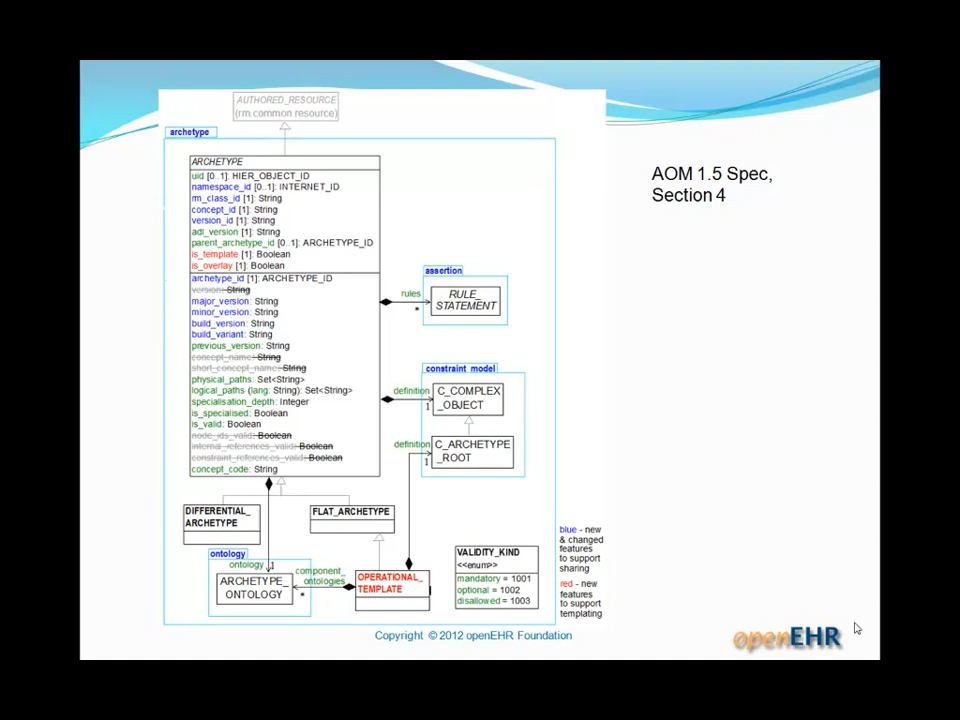 AUTHORED_RESOURCE
(rm.common.resource)
archetype
ARCHETYPE
uid [0..1]: HIER_OBJECT_ID
namespace_id [0..1]: INTERNET_ID
rm_class_id [1]: String
concept_id [1]: String
version_id [1]: String
adl_version [1]: String
parent_archetype_id [0..1]: ARCHETYPE_ID
is_template [1]: Boolean
is_overlay [1]: Boolean
archetype_id [1]: ARCHETYPE_ID
version: String
major_version: String
minor_version: String
build_version: String
build_variant: String
previous_version: String
concept_name: String
short_concept_name: String
physical_paths: Set<String>
logical_paths (lang: String): Set<String>
specialisation_depth: Integer
is_specialised: Boolean
is_valid: Boolean
node_ids_valid: Boolean
internal_references_valid: Boolean
constraint_references_valid: Boolean
concept_code: String
assertion
rules
*
RULE_
STATEMENT
constraint_model
definition
1
C_COMPLEX
_OBJECT
definition
1
C_ARCHETYPE
_ROOT
DIFFERENTIAL_
ARCHETYPE
FLAT_ARCHETYPE
ontology
ontology 1
ARCHETYPE_
ONTOLOGY
component_
ontologies
*
OPERATIONAL_
TEMPLATE
VALIDITY_KIND
<<enum>>
mandatory = 1001
optional = 1002
disallowed = 1003
blue - new
& changed
features
to support
sharing
red - new
features
to support
templating
AOM 1.5 Spec,
Section 4
Copyright © 2012 openEHR Foundation
openEHR